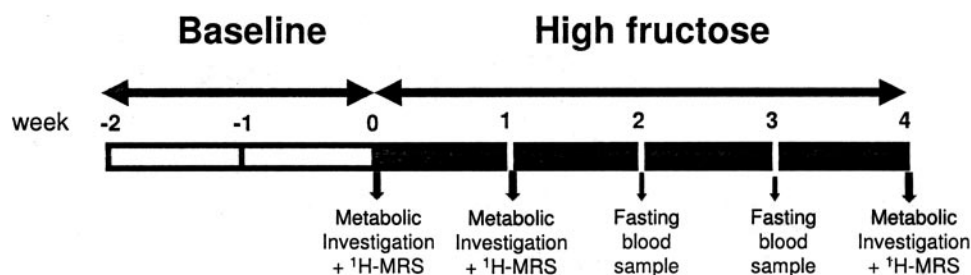 Baseline High fructose
week -2 -1 0 1 2 3 4
Metabolic Metabolic Fasting Fasting Metabolic
Investigation Investigation blood blood Investigation
+ ¹H-MRS + ¹H-MRS sample sample + ¹H-MRS